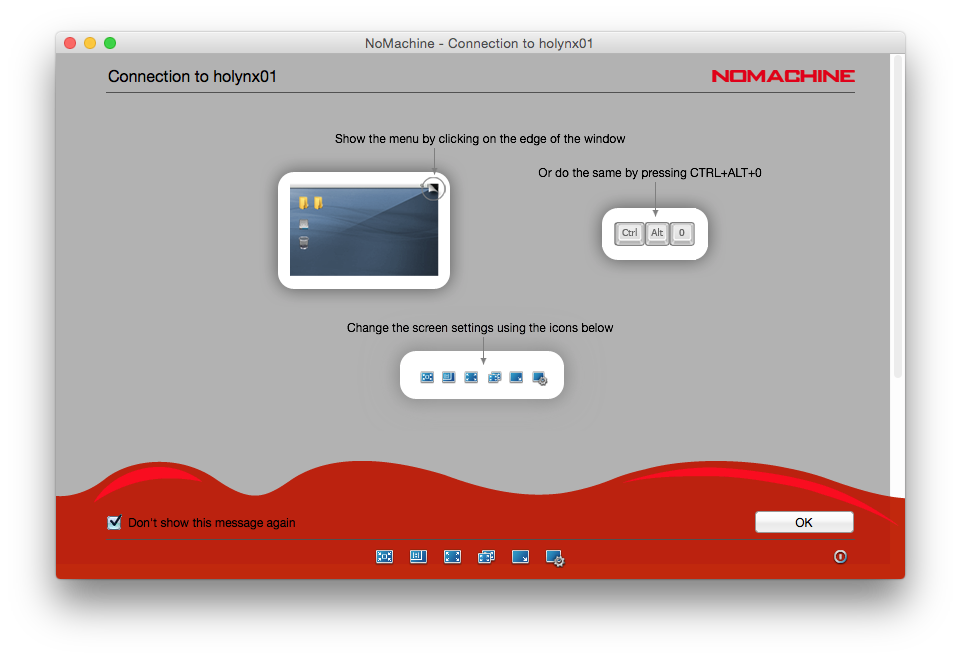 NoMachine - Connection to holynx01
Connection to holynx01
NOMACHINE
Show the menu by clicking on the edge of the window
Or do the same by pressing CTRL+ALT+0
Ctrl Alt 0
Change the screen settings using the icons below
Don't show this message again
OK